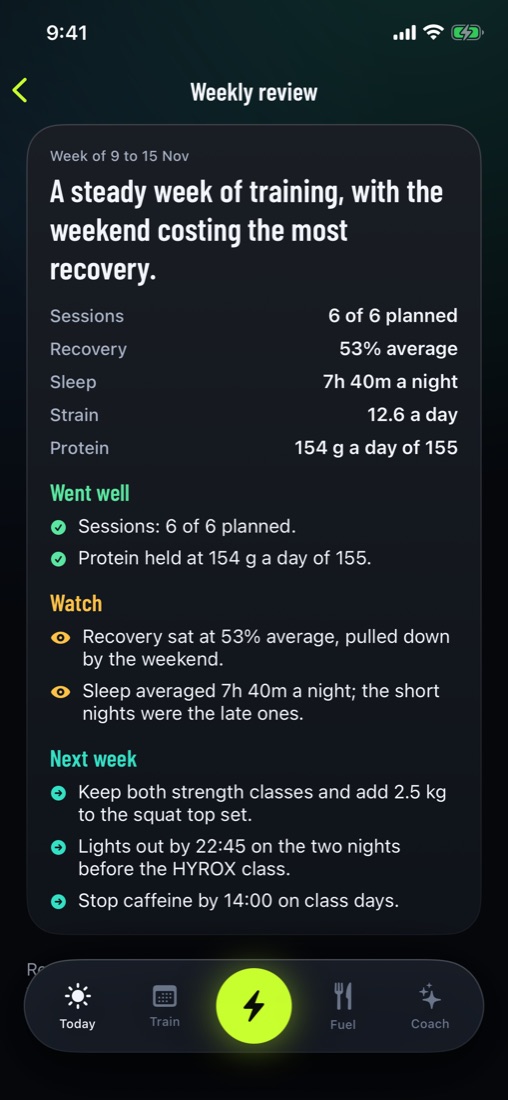 9:41
Weekly review
Week of 9 to 15 Nov
A steady week of training, with the
weekend costing the most
recovery.
Sessions 6 of 6 planned
Recovery 53% average
Sleep 7h 40m a night
Strain 12.6 a day
Protein 154 g a day of 155
Went well
Sessions: 6 of 6 planned.
Protein held at 154 g a day of 155.
Watch
Recovery sat at 53% average, pulled down
by the weekend.
Sleep averaged 7h 40m a night; the short
nights were the late ones.
Next week
Keep both strength classes and add 2.5 kg
to the squat top set.
Lights out by 22:45 on the two nights
before the HYROX class.
Stop caffeine by 14:00 on class days.
Today Train Fuel Coach